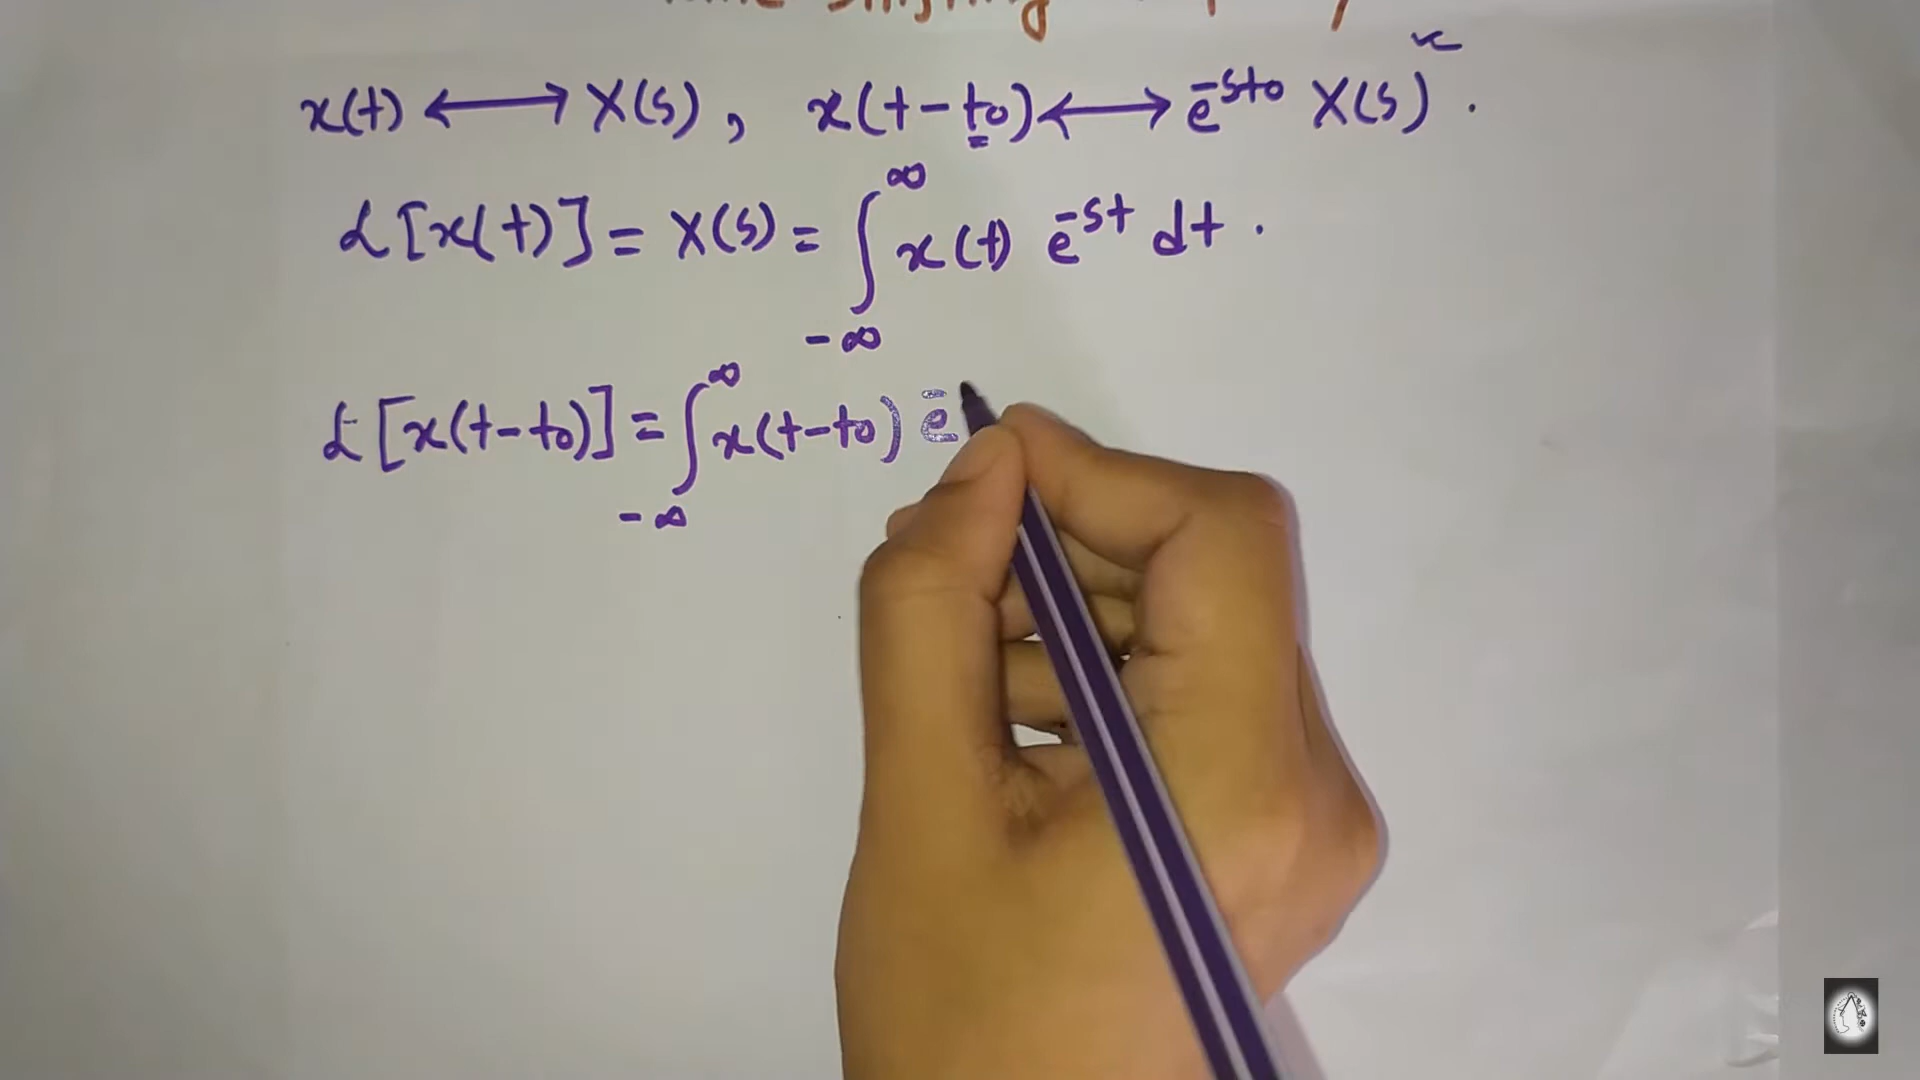 x(t) ⟷ X(s), x(t-t0) ⟷ e^-st0 X(s).
L[x(t)] = X(s) = ∫_-∞^∞ x(t) e^-st dt.
L[x(t-t0)] = ∫_-∞^∞ x(t-t0) e^-